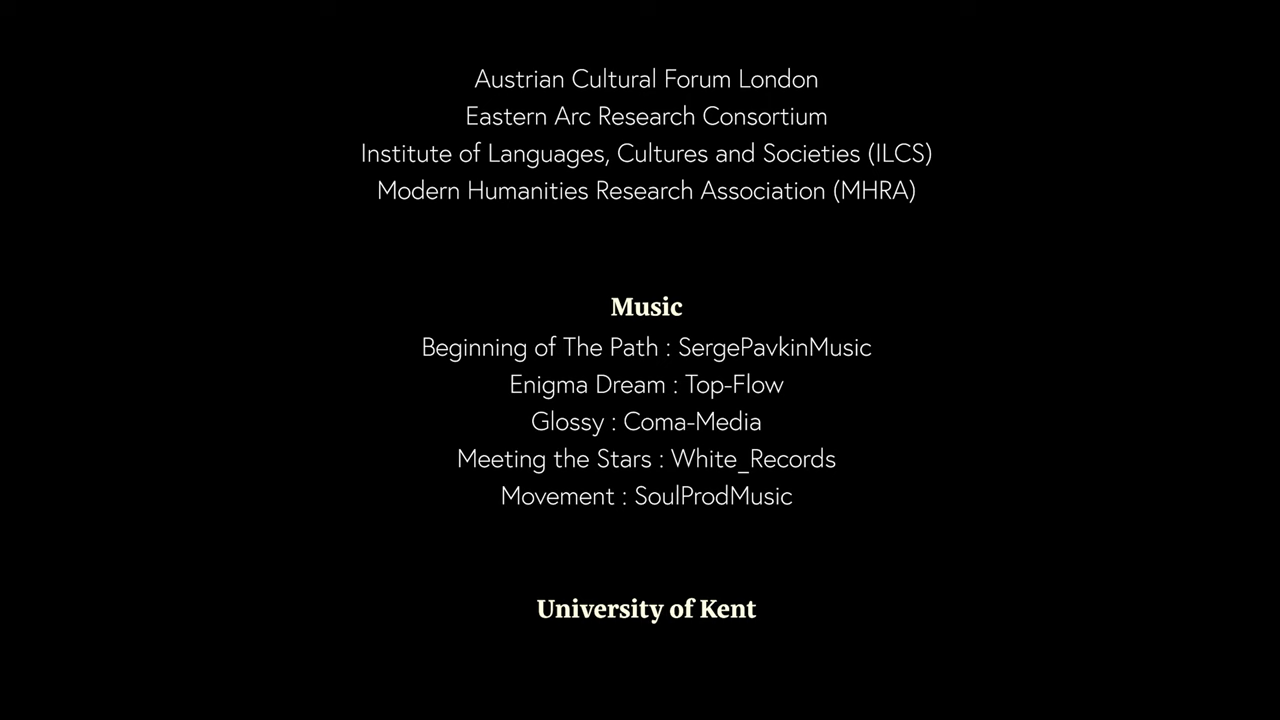 Austrian Cultural Forum London
Eastern Arc Research Consortium
Institute of Languages, Cultures and Societies (ILCS)
Modern Humanities Research Association (MHRA)
Music
Beginning of The Path : SergePavkinMusic
Enigma Dream : Top-Flow
Glossy : Coma-Media
Meeting the Stars : White_Records
Movement : SoulProdMusic
University of Kent